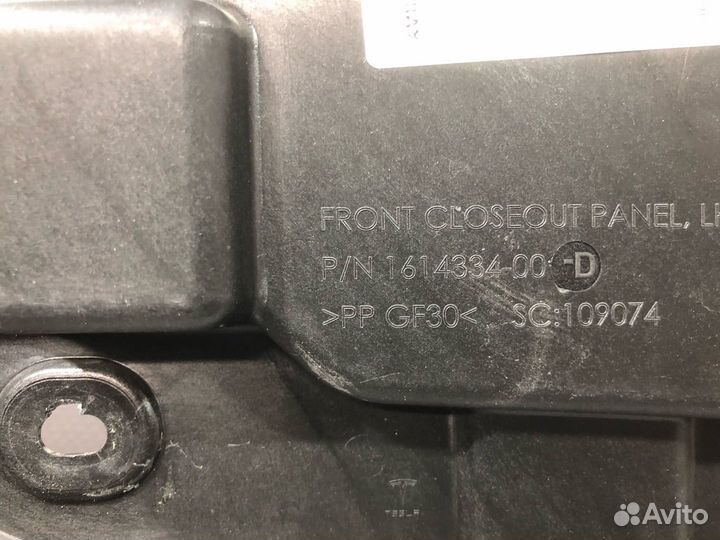 FRONT CLOSEOUT PANEL, LH
P/N 1614334-00 -D
>PP GF30< SC:109074
TESLA
Avito